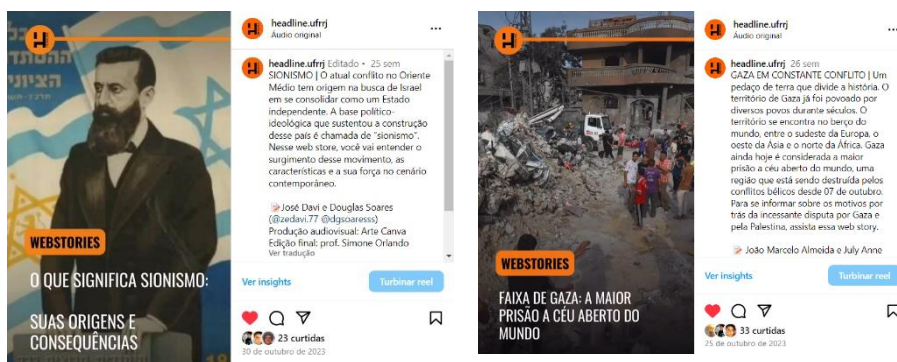 WEBSTORIES
O QUE SIGNIFICA SIONISMO:
SUAS ORIGENS E
CONSEQUÊNCIAS
headline.ufrrj
Áudio original
headline.ufrrj Editado • 25 sem
SIONISMO | O atual conflito no Oriente
Médio tem origem na busca de Israel
em se consolidar como um Estado
independente. A base político-
ideológica que sustentou a construção
desse país é chamada de "sionismo".
Nesse web store, você vai entender o
surgimento desse movimento, as
características e a sua força no cenário
contemporâneo.
José Davi e Douglas Soares
(@zedavi.77 @dgsoaresss)
Produção audiovisual: Arte Canva
Edição final: prof. Simone Orlando
Ver tradução
Ver insights
Turbinar reel
23 curtidas
30 de outubro de 2023
WEBSTORIES
FAIXA DE GAZA: A MAIOR
PRISÃO A CÉU ABERTO DO
MUNDO
headline.ufrrj
Áudio original
headline.ufrrj 26 sem
GAZA EM CONSTANTE CONFLITO | Um
pedaço de terra que divide a história. O
território de Gaza já foi povoado por
diversos povos durante séculos. O
território se encontra no berço do
mundo, entre o sudeste da Europa, o
oeste da Ásia e o norte da África. Gaza
ainda hoje é considerada a maior
prisão a céu aberto do mundo, uma
região que está sendo destruída pelos
conflitos bélicos desde 07 de outubro.
Para se informar sobre os motivos por
trás da incessante disputa por Gaza e
pela Palestina, assista essa web story.
João Marcelo Almeida e July Anne
Ver insights
Turbinar reel
33 curtidas
25 de outubro de 2023